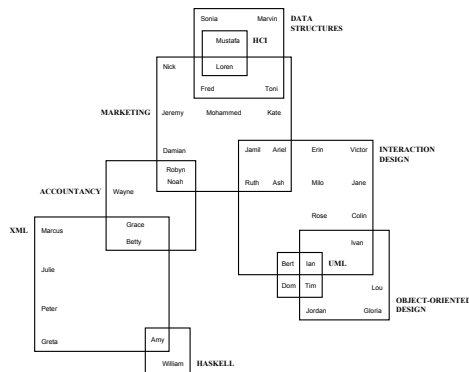 Sonia Marvin DATA
STRUCTURES
Mustafa HCI
Nick Loren
Fred Toni
MARKETING Jeremy Mohammed Kate
Damian Jamil Ariel Erin Victor INTERACTION
DESIGN
Robyn
Noah Ruth Ash Milo Jane
ACCOUNTANCY Wayne
Rose Colin
Grace
XML Marcus
Betty Ivan
Bert Ian UML
Julie
Dom Tim Lou
OBJECT-ORIENTED
DESIGN
Peter Jordan Gloria
Greta Amy
William HASKELL